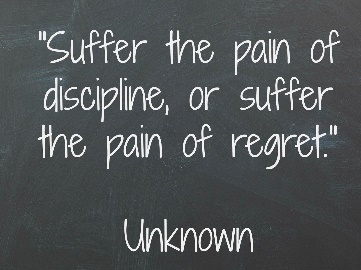 "Suffer the pain of
discipline, or suffer
the pain of regret."
Unknown